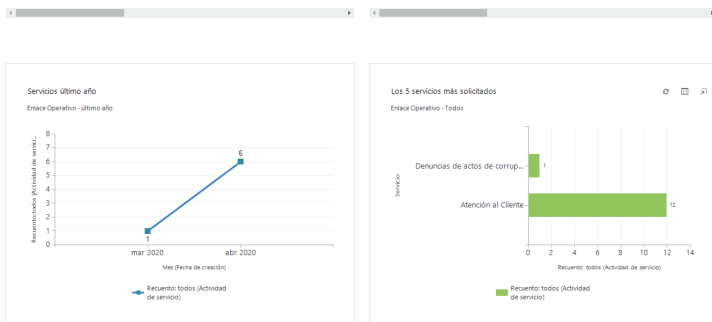 Servicios último año
Enlace Operativo - último año
Recuento: todos (Actividad de servici...
8
7
6
5
4
3
2
1
0
6
1
mar 2020
abr 2020
Mes (Fecha de creación)
Recuento: todos (Actividad
de servicio)
Los 5 servicios más solicitados
Enlace Operativo - Todos
Servicio
Denuncias de actos de corrup...
1
Atención al Cliente
12
0
2
4
6
8
10
12
14
Recuento: todos (Actividad de servicio)
Recuento: todos (Actividad
de servicio)